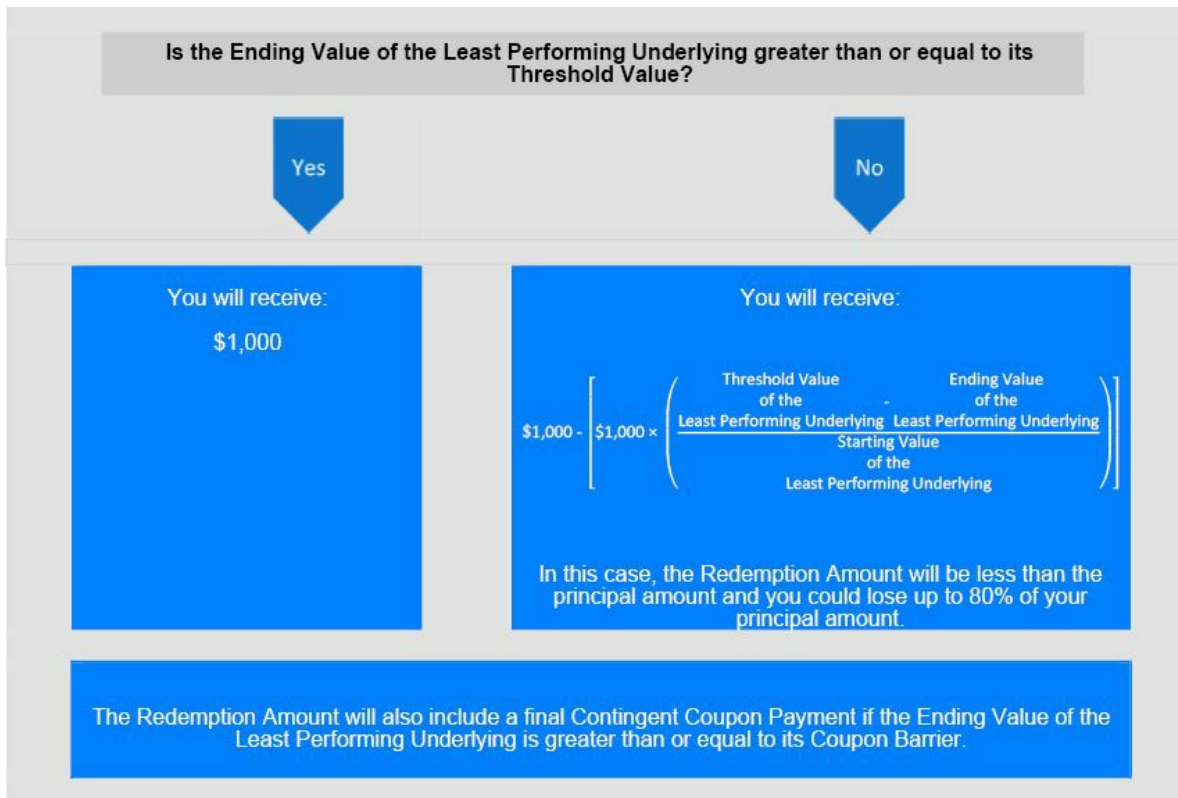 Is the Ending Value of the Least Performing Underlying greater than or equal to its
Threshold Value?
Yes
No
You will receive:
$1,000
You will receive:
$1,000 - [$1,000 × (
Threshold Value
of the
Least Performing Underlying
-
Ending Value
of the
Least Performing Underlying
Starting Value
of the
Least Performing Underlying
)]
In this case, the Redemption Amount will be less than the
principal amount and you could lose up to 80% of your
principal amount.
The Redemption Amount will also include a final Contingent Coupon Payment if the Ending Value of the
Least Performing Underlying is greater than or equal to its Coupon Barrier.